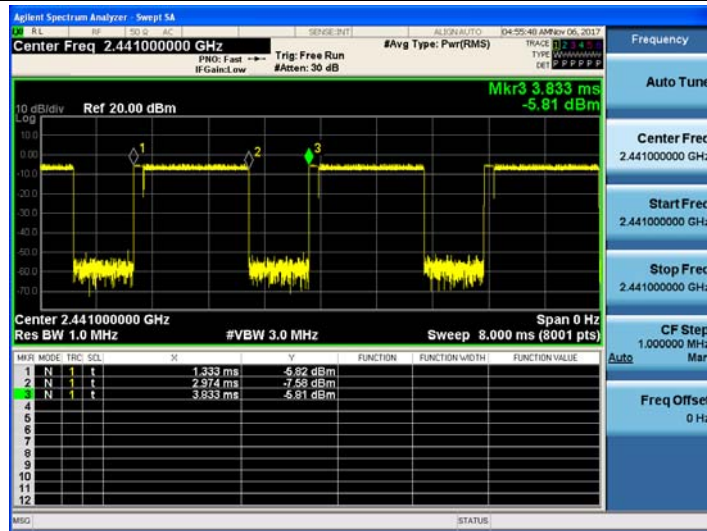 Agilent Spectrum Analyzer - Swept SA
RL RF 50 Ω AC SENSE:INT ALIGN AUTO 04:55:40 AM Nov 06, 2017
Center Freq 2.441000000 GHz
#Avg Type: Pwr(RMS)
TRACE 1 2 3 4 5 6
TYPE
DET P P P P P P
PNO: Fast
IFGain:Low
Trig: Free Run
#Atten: 30 dB
Mkr3 3.833 ms
-5.81 dBm
10 dB/div Ref 20.00 dBm
Log
10.0
0.00
-10.0
-20.0
-30.0
-40.0
-50.0
-60.0
-70.0
1
2
3
Center 2.441000000 GHz Span 0 Hz
Res BW 1.0 MHz #VBW 3.0 MHz Sweep 8.000 ms (8001 pts)
MKR MODE TRC SCL X Y FUNCTION FUNCTION WIDTH FUNCTION VALUE
1 N 1 t 1.333 ms -5.82 dBm
2 N 1 t 2.974 ms -7.58 dBm
3 N 1 t 3.833 ms -5.81 dBm
4
5
6
7
8
9
10
11
12
MSG STATUS
Frequency
Auto Tune
Center Freq
2.441000000 GHz
Start Freq
2.441000000 GHz
Stop Freq
2.441000000 GHz
CF Step
1.000000 MHz
Auto Man
Freq Offset
0 Hz